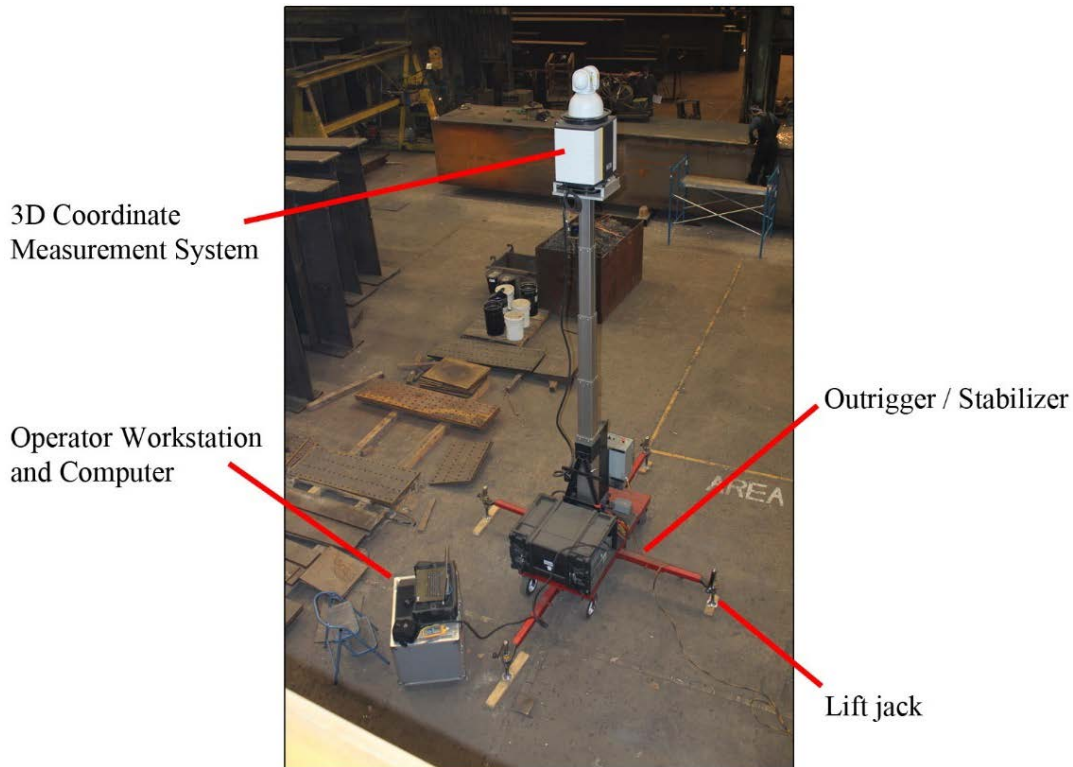 3D Coordinate
Measurement System
Operator Workstation
and Computer
Outrigger / Stabilizer
Lift jack
AREA